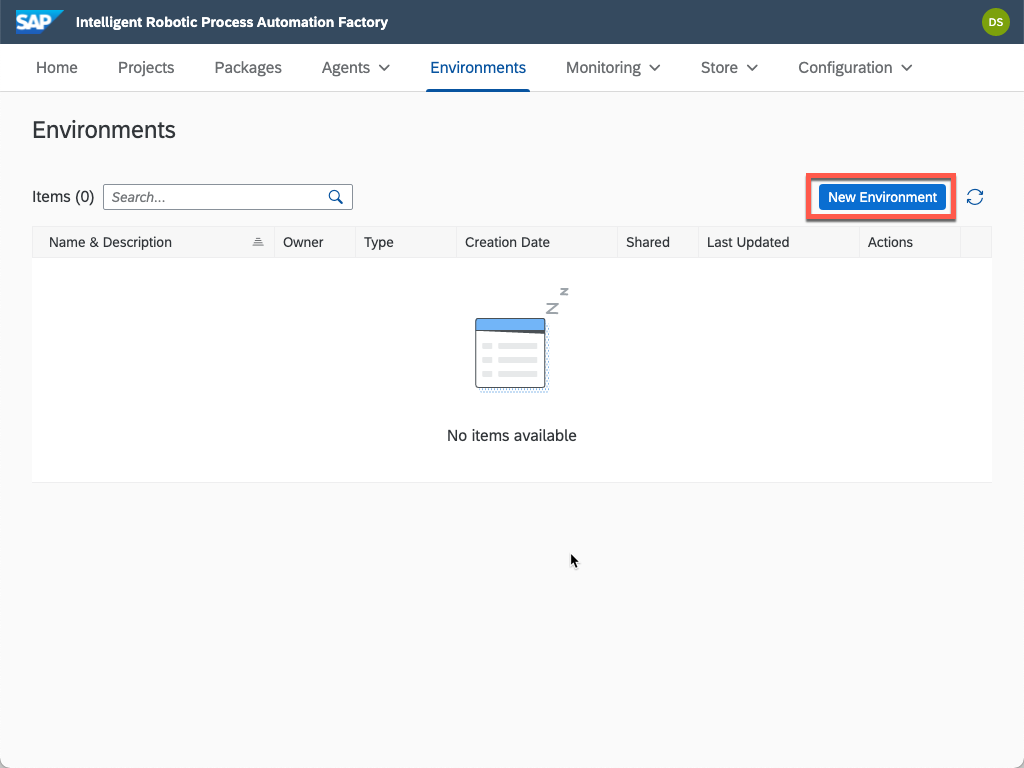 SAP Intelligent Robotic Process Automation Factory DS
Home Projects Packages Agents Environments Monitoring Store Configuration
Environments
Items (0) Search... New Environment
Name & Description Owner Type Creation Date Shared Last Updated Actions
z
Z
No items available